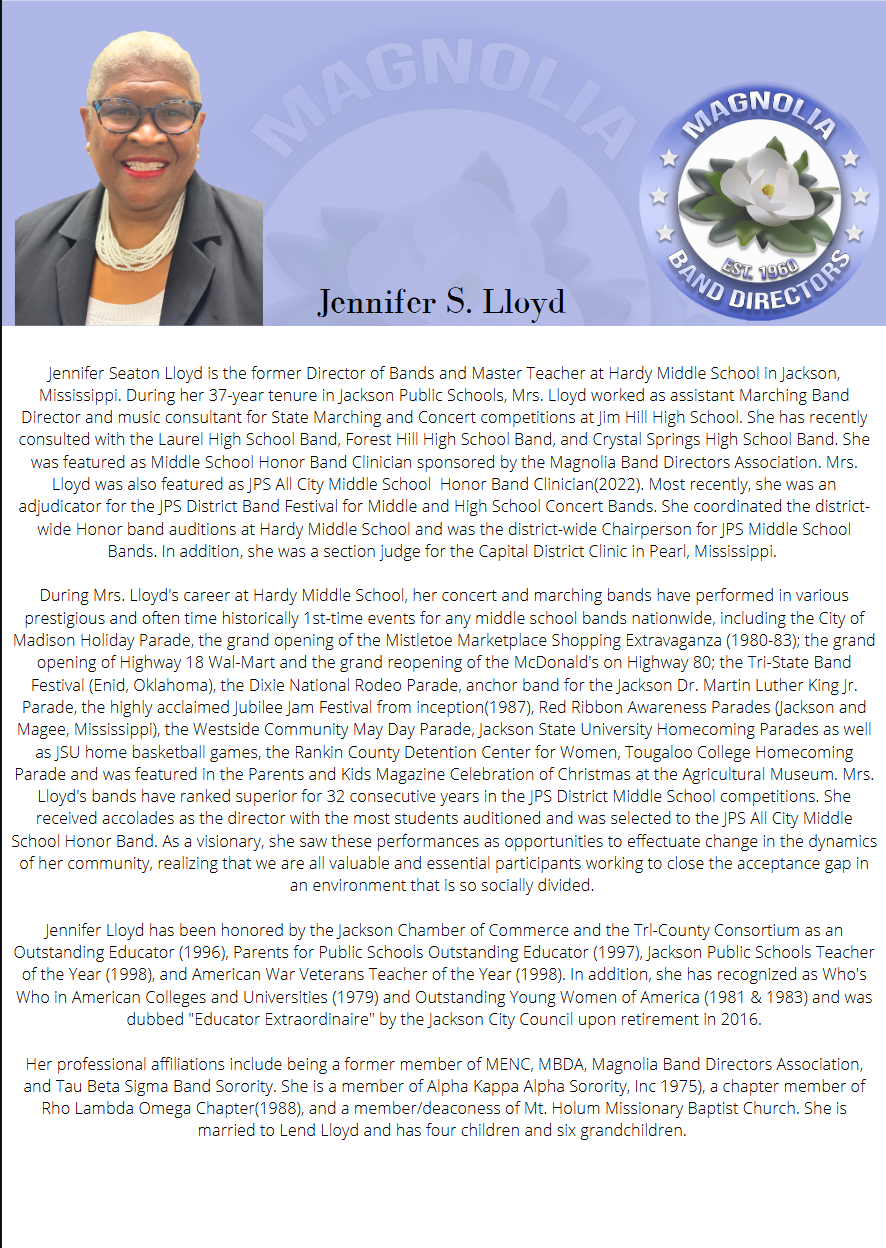 MAGNOLIA
MAGNOLIA
EST. 1960
BAND DIRECTORS
Jennifer S. Lloyd
Jennifer Seaton Lloyd is the former Director of Bands and Master Teacher at Hardy Middle School in Jackson,
Mississippi. During her 37-year tenure in Jackson Public Schools, Mrs. Lloyd worked as assistant Marching Band
Director and music consultant for State Marching and Concert competitions at Jim Hill High School. She has recently
consulted with the Laurel High School Band, Forest Hill High School Band, and Crystal Springs High School Band. She
was featured as Middle School Honor Band Clinician sponsored by the Magnolia Band Directors Association. Mrs.
Lloyd was also featured as JPS All City Middle School  Honor Band Clinician(2022). Most recently, she was an
adjudicator for the JPS District Band Festival for Middle and High School Concert Bands. She coordinated the district-
wide Honor band auditions at Hardy Middle School and was the district-wide Chairperson for JPS Middle School
Bands. In addition, she was a section judge for the Capital District Clinic in Pearl, Mississippi.
During Mrs. Lloyd's career at Hardy Middle School, her concert and marching bands have performed in various
prestigious and often time historically 1st-time events for any middle school bands nationwide, including the City of
Madison Holiday Parade, the grand opening of the Mistletoe Marketplace Shopping Extravaganza (1980-83); the grand
opening of Highway 18 Wal-Mart and the grand reopening of the McDonald's on Highway 80; the Tri-State Band
Festival (Enid, Oklahoma), the Dixie National Rodeo Parade, anchor band for the Jackson Dr. Martin Luther King Jr.
Parade, the highly acclaimed Jubilee Jam Festival from inception(1987), Red Ribbon Awareness Parades (Jackson and
Magee, Mississippi), the Westside Community May Day Parade, Jackson State University Homecoming Parades as well
as JSU home basketball games, the Rankin County Detention Center for Women, Tougaloo College Homecoming
Parade and was featured in the Parents and Kids Magazine Celebration of Christmas at the Agricultural Museum. Mrs.
Lloyd's bands have ranked superior for 32 consecutive years in the JPS District Middle School competitions. She
received accolades as the director with the most students auditioned and was selected to the JPS All City Middle
School Honor Band. As a visionary, she saw these performances as opportunities to effectuate change in the dynamics
of her community, realizing that we are all valuable and essential participants working to close the acceptance gap in
an environment that is so socially divided.
Jennifer Lloyd has been honored by the Jackson Chamber of Commerce and the Trl-County Consortium as an
Outstanding Educator (1996), Parents for Public Schools Outstanding Educator (1997), Jackson Public Schools Teacher
of the Year (1998), and American War Veterans Teacher of the Year (1998). In addition, she has recognized as Who's
Who in American Colleges and Universities (1979) and Outstanding Young Women of America (1981 & 1983) and was
dubbed "Educator Extraordinaire" by the Jackson City Council upon retirement in 2016.
Her professional affiliations include being a former member of MENC, MBDA, Magnolia Band Directors Association,
and Tau Beta Sigma Band Sorority. She is a member of Alpha Kappa Alpha Sorority, Inc 1975), a chapter member of
Rho Lambda Omega Chapter(1988), and a member/deaconess of Mt. Holum Missionary Baptist Church. She is
married to Lend Lloyd and has four children and six grandchildren.